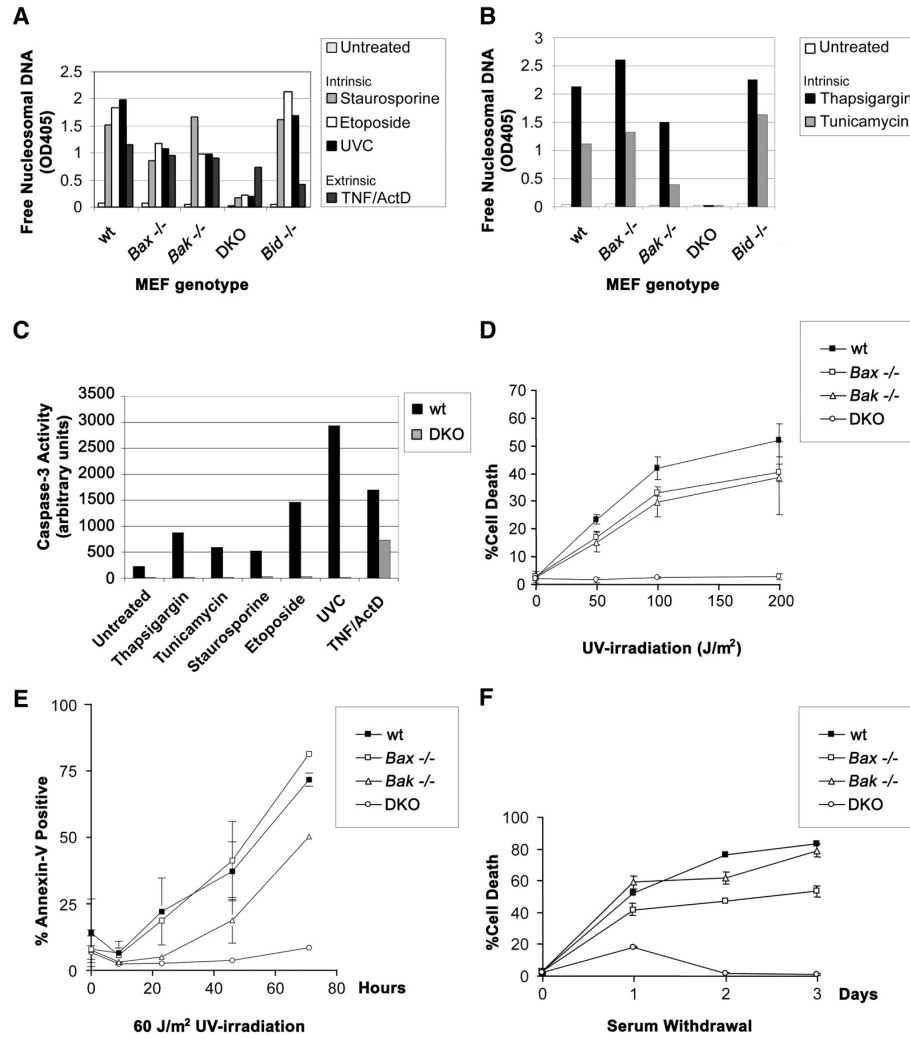 A
Free Nucleosomal DNA
(OD405)
2.5
2
1.5
1
0.5
0
wt
Bax -/-
Bak -/-
DKO
Bid -/-
MEF genotype
Untreated
Intrinsic
Staurosporine
Etoposide
UVC
Extrinsic
TNF/ActD
B
Free Nucleosomal DNA
(OD405)
3
2.5
2
1.5
1
0.5
0
wt
Bax -/-
Bak -/-
DKO
Bid -/-
MEF genotype
Untreated
Intrinsic
Thapsigargin
Tunicamycin
C
Caspase-3 Activity
(arbitrary units)
3500
3000
2500
2000
1500
1000
500
0
Untreated
Thapsigargin
Tunicamycin
Staurosporine
Etoposide
UVC
TNF/ActD
wt
DKO
D
wt
Bax -/-
Bak -/-
DKO
%Cell Death
70
60
50
40
30
20
10
0
0 50 100 150 200
UV-irradiation (J/m²)
E
% Annexin-V Positive
100
75
50
25
0
0 20 40 60 80 Hours
60 J/m² UV-irradiation
wt
Bax -/-
Bak -/-
DKO
F
wt
Bax -/-
Bak -/-
DKO
%Cell Death
80
60
40
20
0
0 1 2 3 Days
Serum Withdrawal